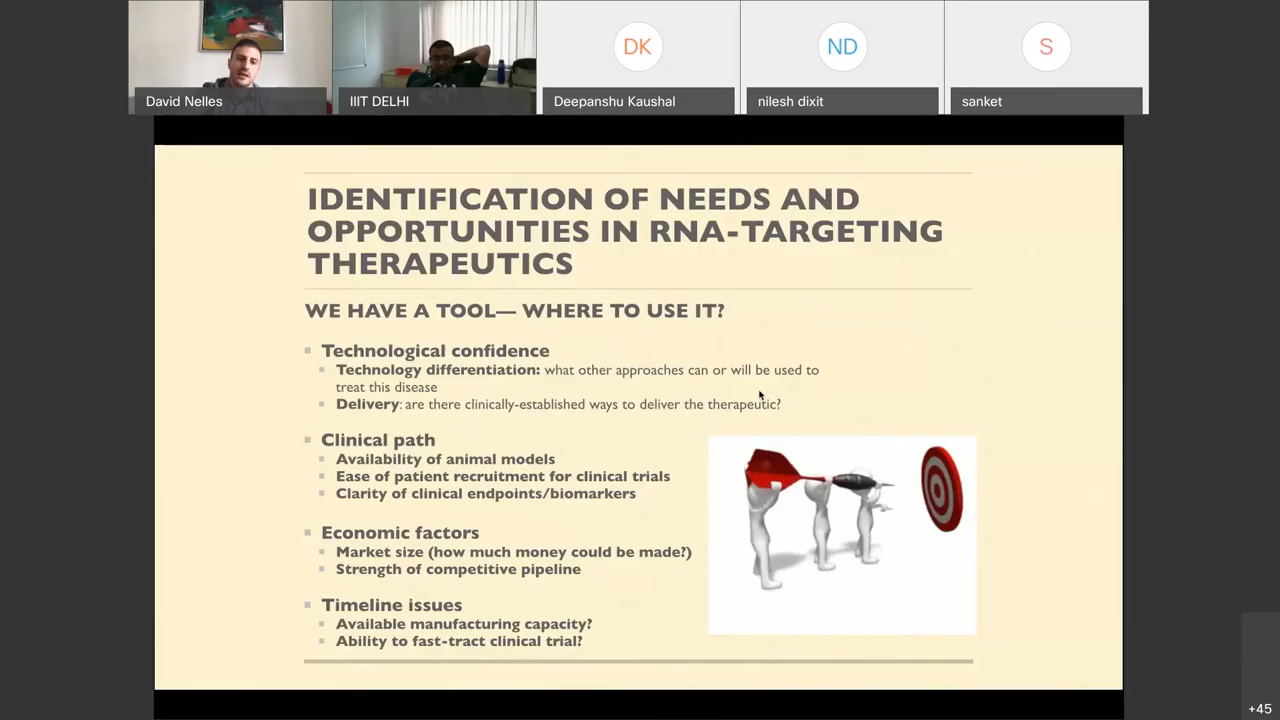 David Nelles
IIIT DELHI
DK
Deepanshu Kaushal
ND
nilesh dixit
S
sanket
IDENTIFICATION OF NEEDS AND
OPPORTUNITIES IN RNA-TARGETING
THERAPEUTICS
WE HAVE A TOOL— WHERE TO USE IT?
Technological confidence
Technology differentiation: what other approaches can or will be used to
treat this disease
Delivery: are there clinically-established ways to deliver the therapeutic?
Clinical path
Availability of animal models
Ease of patient recruitment for clinical trials
Clarity of clinical endpoints/biomarkers
Economic factors
Market size (how much money could be made?)
Strength of competitive pipeline
Timeline issues
Available manufacturing capacity?
Ability to fast-tract clinical trial?
+45